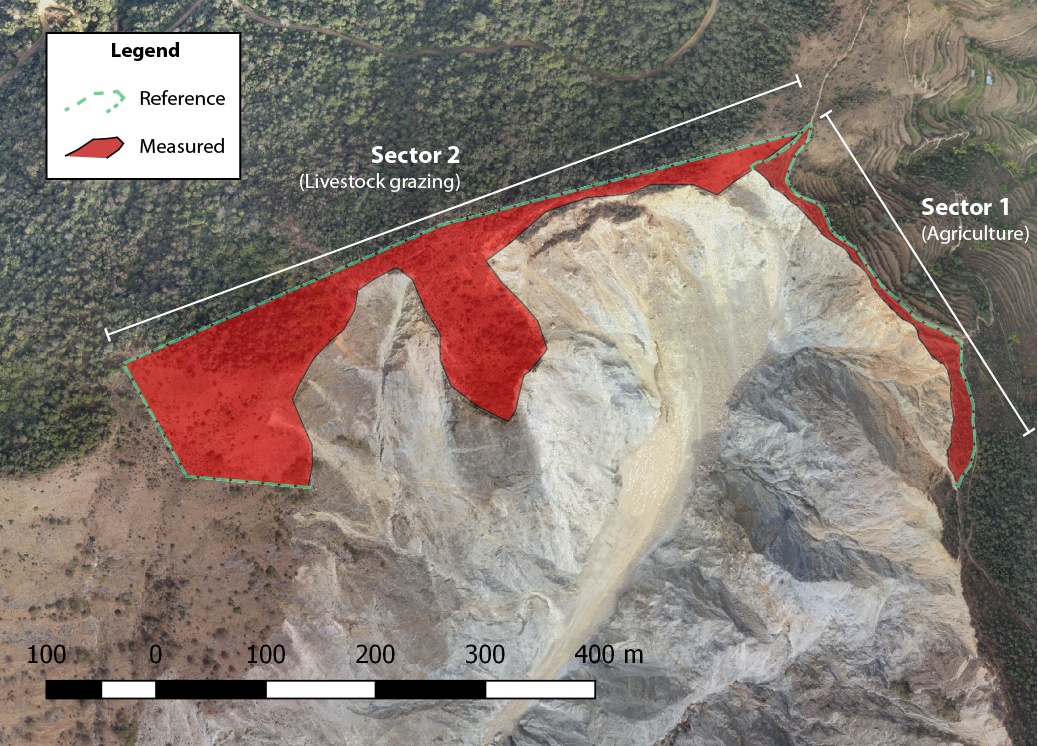 Legend
Reference
Measured
Sector 2
(Livestock grazing)
Sector 1
(Agriculture)
100 0 100 200 300 400 m